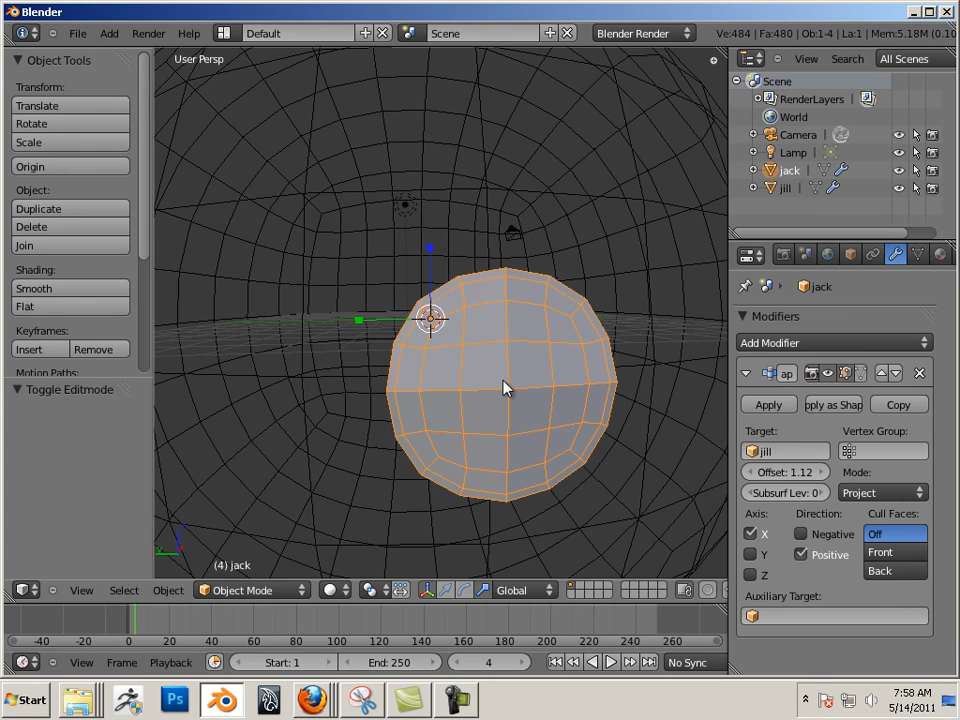 Blender
File Add Render Help Default Scene Blender Render Ve:484 | Fa:480 | Ob:1-4 | La:1 | Mem:5.18M (0.10
Object Tools
Transform:
Translate
Rotate
Scale
Origin
Object:
Duplicate
Delete
Join
Shading:
Smooth
Flat
Keyframes:
Insert Remove
Motion Paths:
Toggle Editmode
User Persp
(4) jack
View Select Object Object Mode Global
-40 -20 0 20 40 60 80 100 120 140 160 180 200 220 240 260
View Frame Playback Start: 1 End: 250 4 No Sync
View Search All Scenes
Scene
RenderLayers
World
Camera
Lamp
jack
jill
jack
Modifiers
Add Modifier
ap
Apply pply as Shap Copy
Target: Vertex Group:
jill
Offset: 1.12 Mode:
Subsurf Lev: 0 Project
Axis: Direction: Cull Faces:
X Negative Off
Y Positive Front
Z Back
Auxiliary Target:
Start Ps 7:58 AM
5/14/2011